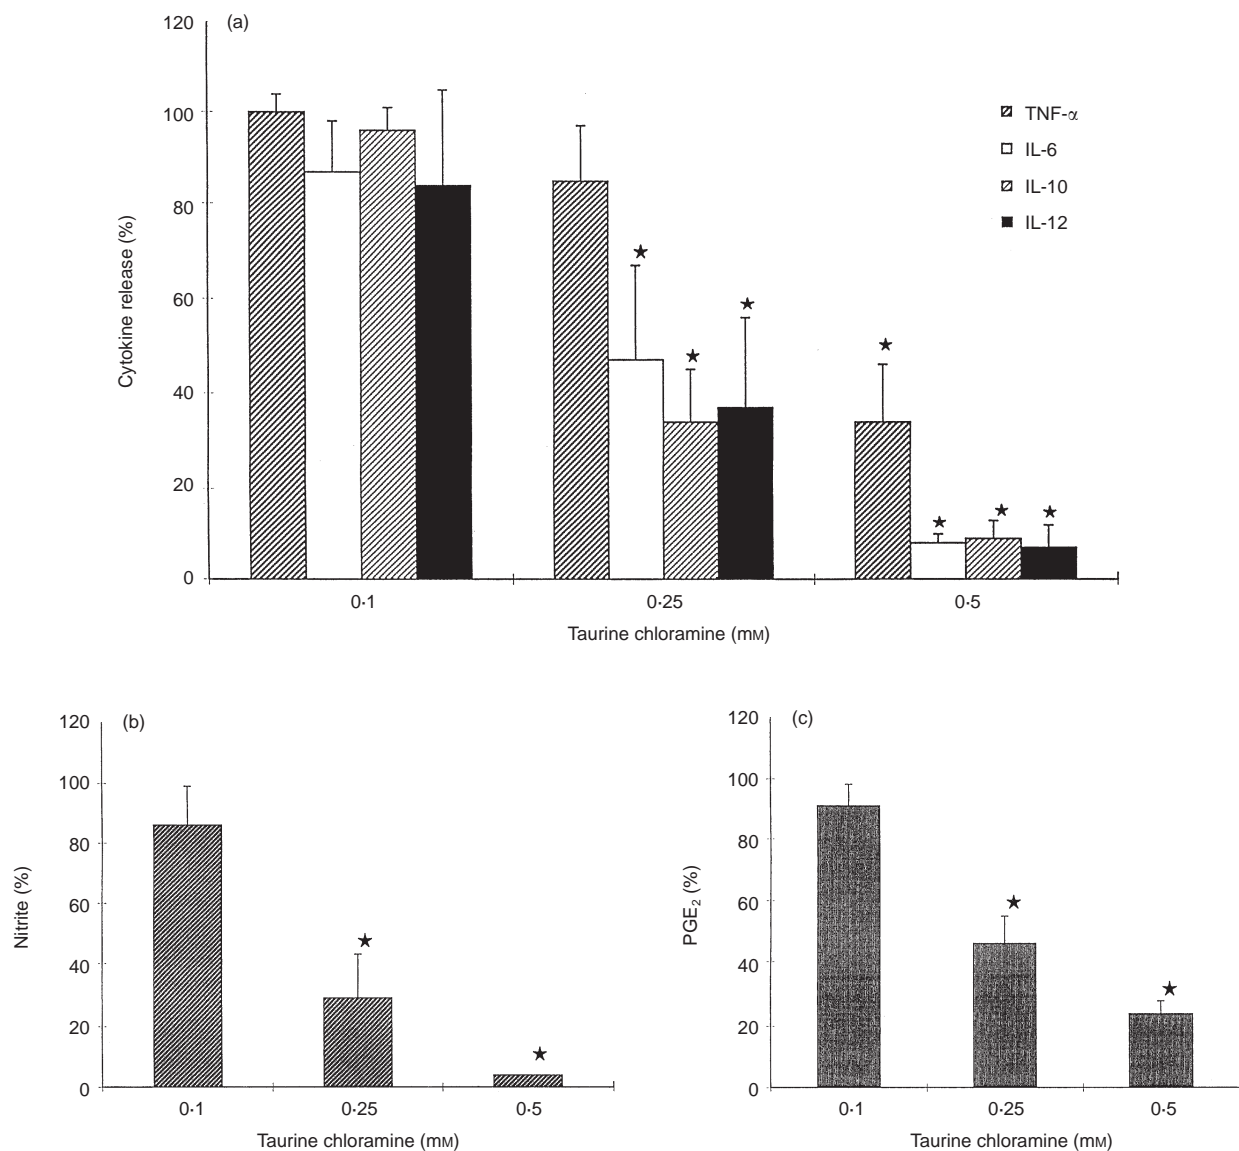 (a)
120
100
80
60
40
20
0
Cytokine release (%)
TNF-α
IL-6
IL-10
IL-12
★
★
★
★
★
★
★
0·1 0·25 0·5
Taurine chloramine (mM)
(b)
120
100
80
60
40
20
0
Nitrite (%)
★
★
0·1 0·25 0·5
Taurine chloramine (mM)
(c)
120
100
80
60
40
20
0
PGE₂ (%)
★
★
0·1 0·25 0·5
Taurine chloramine (mM)